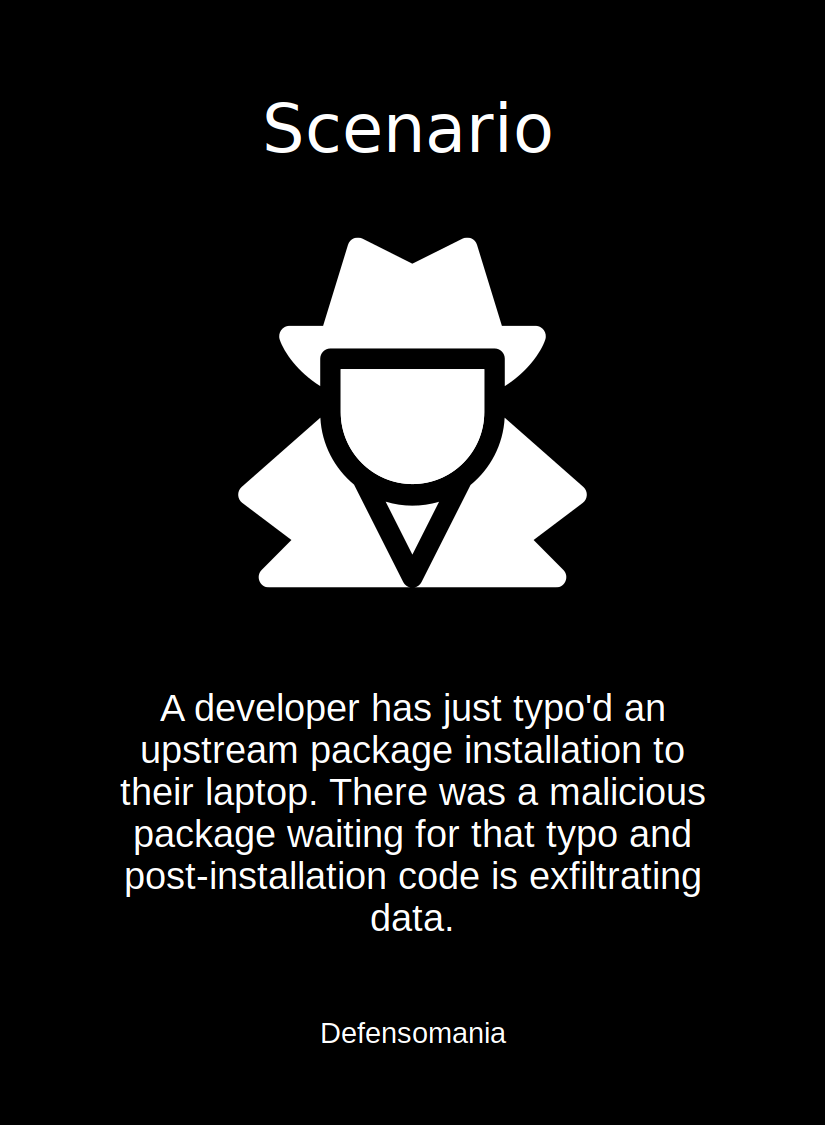 Scenario
A developer has just typo'd an
upstream package installation to
their laptop. There was a malicious
package waiting for that typo and
post-installation code is exfiltrating
data.
Defensomania